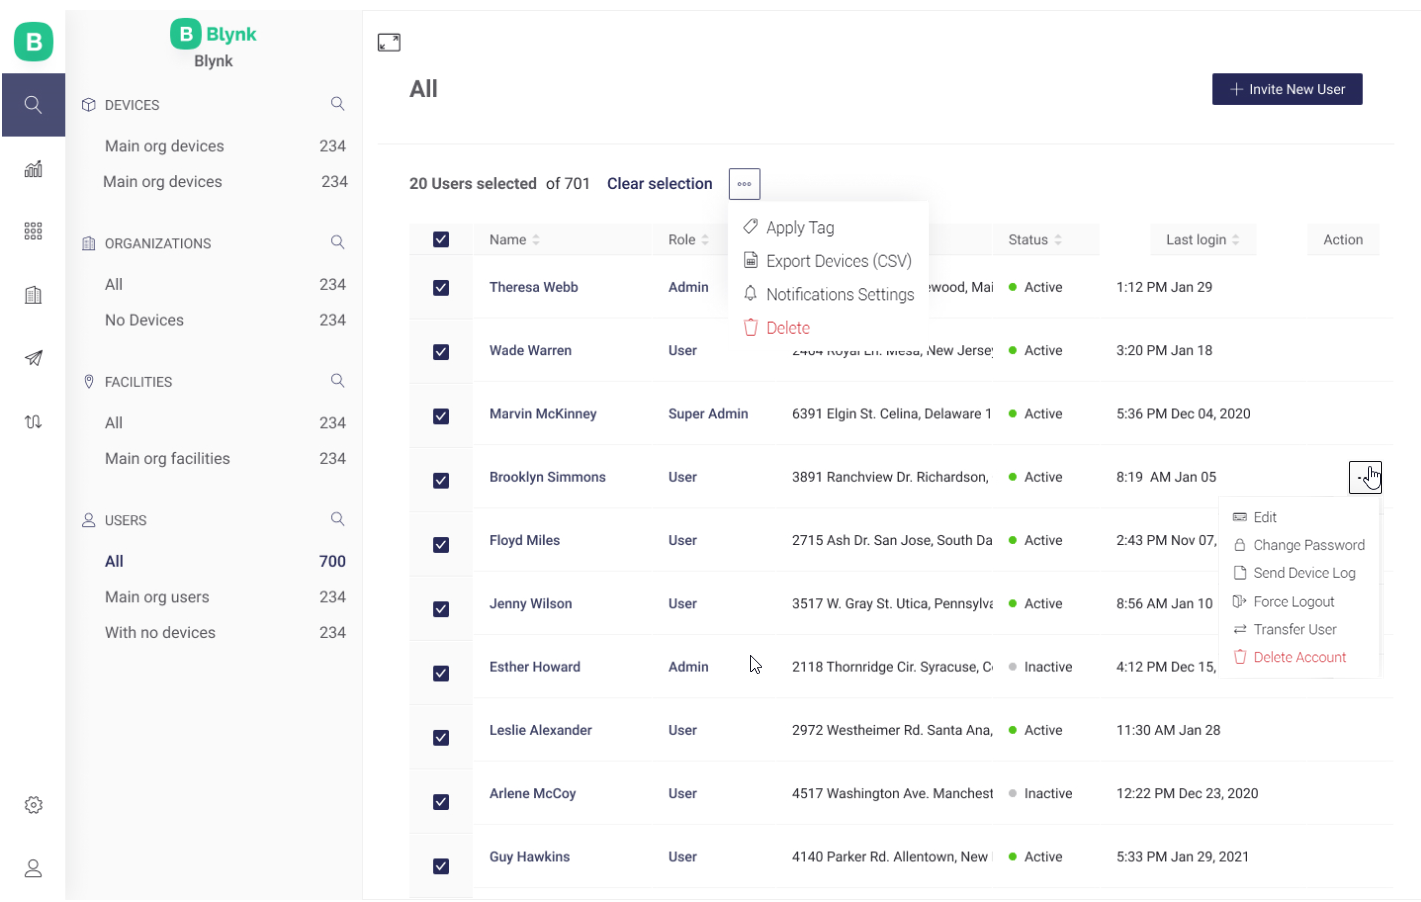 B
B Blynk
Blynk
DEVICES
Main org devices 234
Main org devices 234
ORGANIZATIONS
All 234
No Devices 234
FACILITIES
All 234
Main org facilities 234
USERS
All 700
Main org users 234
With no devices 234
All
+ Invite New User
20 Users selected of 701 Clear selection
Apply Tag
Export Devices (CSV)
Notifications Settings
Delete
Name Role Status Last login Action
Theresa Webb Admin ewood, Mai Active 1:12 PM Jan 29
Wade Warren User 2464 Royal Ln. Mesa, New Jersey Active 3:20 PM Jan 18
Marvin McKinney Super Admin 6391 Elgin St. Celina, Delaware 1 Active 5:36 PM Dec 04, 2020
Brooklyn Simmons User 3891 Ranchview Dr. Richardson, Active 8:19 AM Jan 05
Floyd Miles User 2715 Ash Dr. San Jose, South Da Active 2:43 PM Nov 07,
Jenny Wilson User 3517 W. Gray St. Utica, Pennsylva Active 8:56 AM Jan 10
Esther Howard Admin 2118 Thornridge Cir. Syracuse, C Inactive 4:12 PM Dec 15,
Leslie Alexander User 2972 Westheimer Rd. Santa Ana, Active 11:30 AM Jan 28
Arlene McCoy User 4517 Washington Ave. Manchest Inactive 12:22 PM Dec 23, 2020
Guy Hawkins User 4140 Parker Rd. Allentown, New Active 5:33 PM Jan 29, 2021
Edit
Change Password
Send Device Log
Force Logout
Transfer User
Delete Account